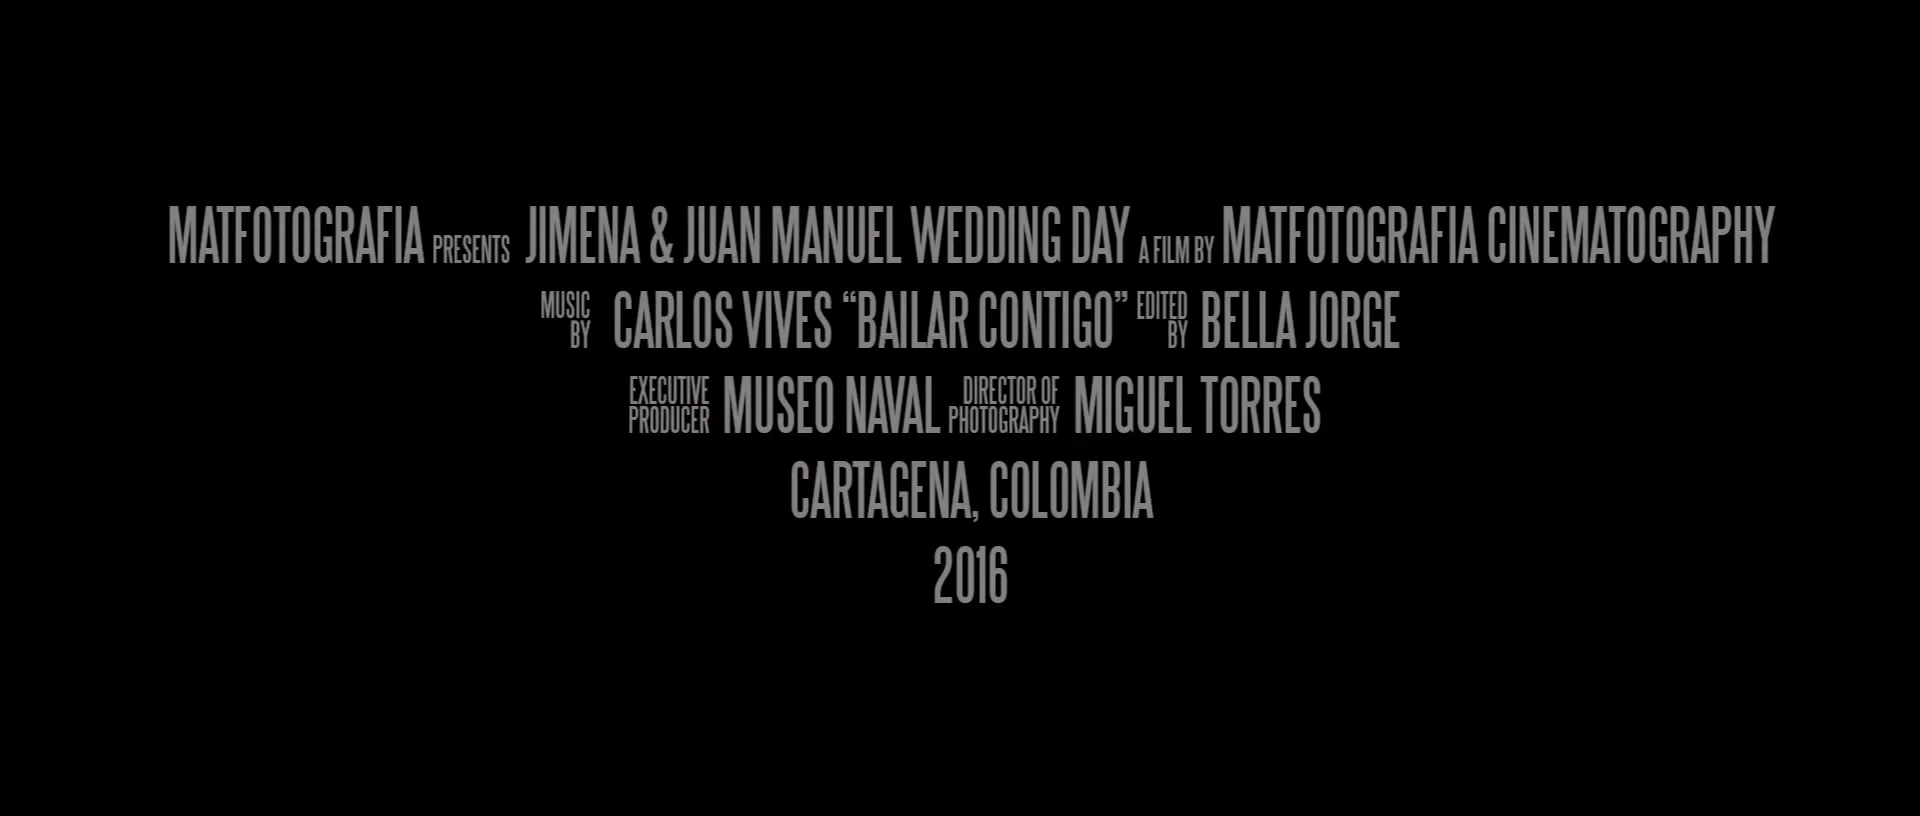 MATFOTOGRAFIA PRESENTS JIMENA & JUAN MANUEL WEDDING DAY A FILM BY MATFOTOGRAFIA CINEMATOGRAPHY
MUSIC BY CARLOS VIVES “BAILAR CONTIGO” EDITED BY BELLA JORGE
EXECUTIVE PRODUCER MUSEO NAVAL DIRECTOR OF PHOTOGRAPHY MIGUEL TORRES
CARTAGENA, COLOMBIA
2016